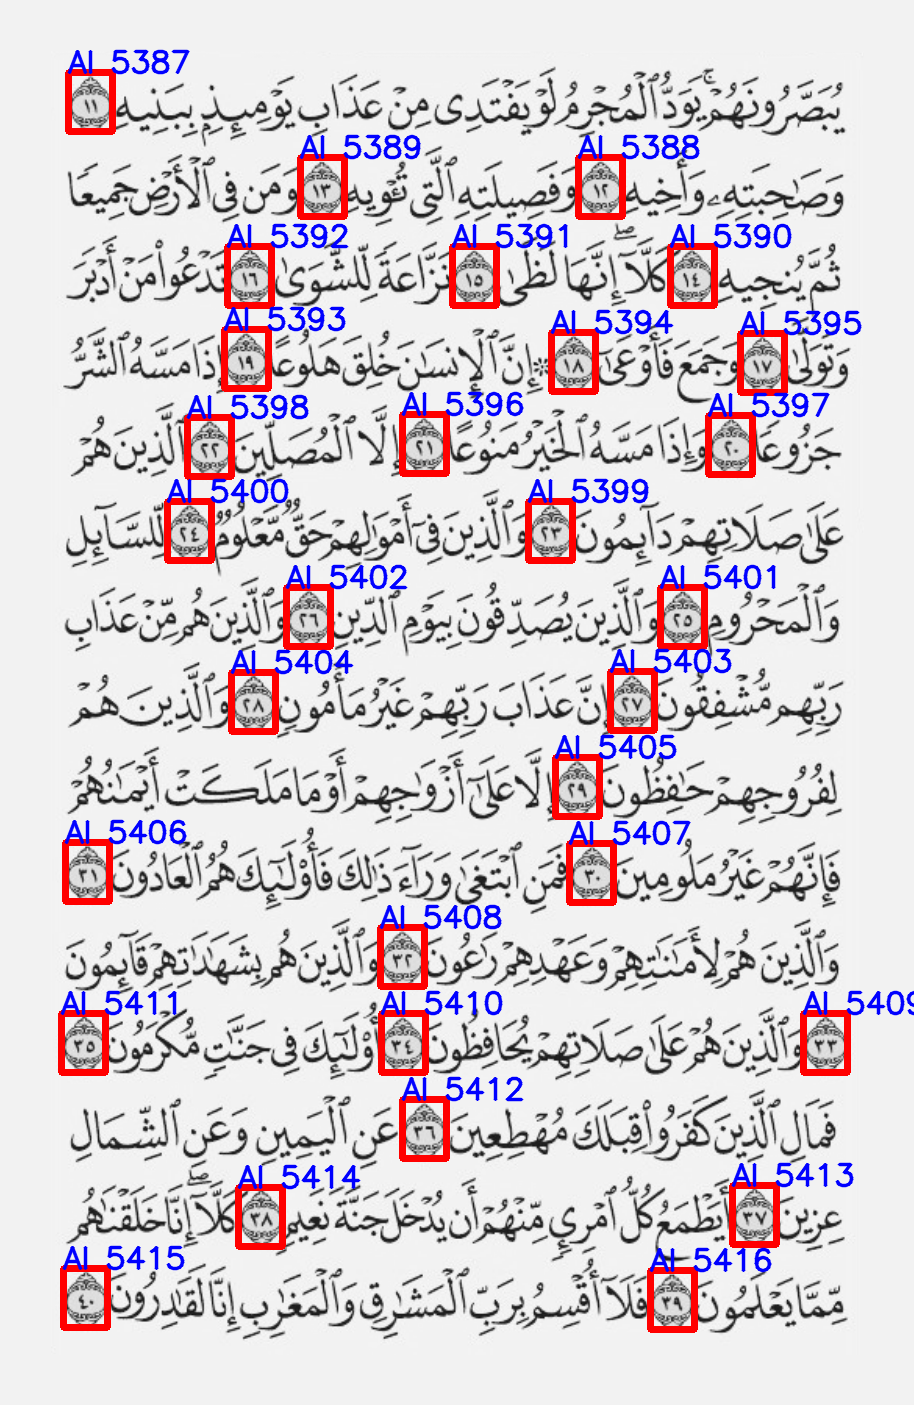 AI 5387
يُبَصَّرُونَهُمْ ۚ يَوَدُّ ٱلْمُجْرِمُ لَوْ يَفْتَدِى مِنْ عَذَابِ يَوْمِئِذٍۭ بِبَنِيهِ ١١
AI 5388 AI 5389
وَصَـٰحِبَتِهِۦ وَأَخِيهِ ١٢ وَفَصِيلَتِهِ ٱلَّتِى تُـْٔوِيهِ ١٣ وَمَن فِى ٱلْأَرْضِ جَمِيعًا
AI 5390 AI 5391 AI 5392
ثُمَّ يُنجِيهِ ١٤ كَلَّآ ۖ إِنَّهَا لَظَىٰ ١٥ نَزَّاعَةً لِّلشَّوَىٰ ١٦ تَدْعُوا۟ مَنْ أَدْبَرَ
AI 5395 AI 5394 AI 5393
وَتَوَلَّىٰ ١٧ وَجَمَعَ فَأَوْعَىٰٓ ١٨ ۞ إِنَّ ٱلْإِنسَـٰنَ خُلِقَ هَلُوعًا ١٩ إِذَا مَسَّهُ ٱلشَّرُّ
AI 5397 AI 5396 AI 5398
جَزُوعًا ٢٠ وَإِذَا مَسَّهُ ٱلْخَيْرُ مَنُوعًا ٢١ إِلَّا ٱلْمُصَلِّينَ ٢٢ ٱلَّذِينَ هُمْ
AI 5399 AI 5400
عَلَىٰ صَلَاتِهِمْ دَآئِمُونَ ٢٣ وَٱلَّذِينَ فِىٓ أَمْوَٰلِهِمْ حَقٌّ مَّعْلُومٌ ٢٤ لِّلسَّآئِلِ
AI 5401 AI 5402
وَٱلْمَحْرُومِ ٢٥ وَٱلَّذِينَ يُصَدِّقُونَ بِيَوْمِ ٱلدِّينِ ٢٦ وَٱلَّذِينَ هُم مِّنْ عَذَابِ
AI 5403 AI 5404
رَبِّهِم مُّشْفِقُونَ ٢٧ إِنَّ عَذَابَ رَبِّهِمْ غَيْرُ مَأْمُونٍ ٢٨ وَٱلَّذِينَ هُمْ
AI 5405
لِفُرُوجِهِمْ حَـٰفِظُونَ ٢٩ إِلَّا عَلَىٰٓ أَزْوَٰجِهِمْ أَوْ مَا مَلَكَتْ أَيْمَـٰنُهُمْ
AI 5407 AI 5406
فَإِنَّهُمْ غَيْرُ مَلُومِينَ ٣٠ فَمَنِ ٱبْتَغَىٰ وَرَآءَ ذَٰلِكَ فَأُو۟لَـٰٓئِكَ هُمُ ٱلْعَادُونَ ٣١
AI 5408
وَٱلَّذِينَ هُمْ لِأَمَـٰنَـٰتِهِمْ وَعَهْدِهِمْ رَٰعُونَ ٣٢ وَٱلَّذِينَ هُم بِشَهَـٰدَٰتِهِمْ قَآئِمُونَ
AI 5409 AI 5410 AI 5411
٣٣ وَٱلَّذِينَ هُمْ عَلَىٰ صَلَاتِهِمْ يُحَافِظُونَ ٣٤ أُو۟لَـٰٓئِكَ فِى جَنَّـٰتٍ مُّكْرَمُونَ ٣٥
AI 5412
فَمَالِ ٱلَّذِينَ كَفَرُوا۟ قِبَلَكَ مُهْطِعِينَ ٣٦ عَنِ ٱلْيَمِينِ وَعَنِ ٱلشِّمَالِ
AI 5413 AI 5414
عِزِينَ ٣٧ أَيَطْمَعُ كُلُّ ٱمْرِئٍ مِّنْهُمْ أَن يُدْخَلَ جَنَّةَ نَعِيمٍ ٣٨ كَلَّآ ۖ إِنَّا خَلَقْنَـٰهُم
AI 5416 AI 5415
مِّمَّا يَعْلَمُونَ ٣٩ فَلَآ أُقْسِمُ بِرَبِّ ٱلْمَشَـٰرِقِ وَٱلْمَغَـٰرِبِ إِنَّا لَقَـٰدِرُونَ ٤٠